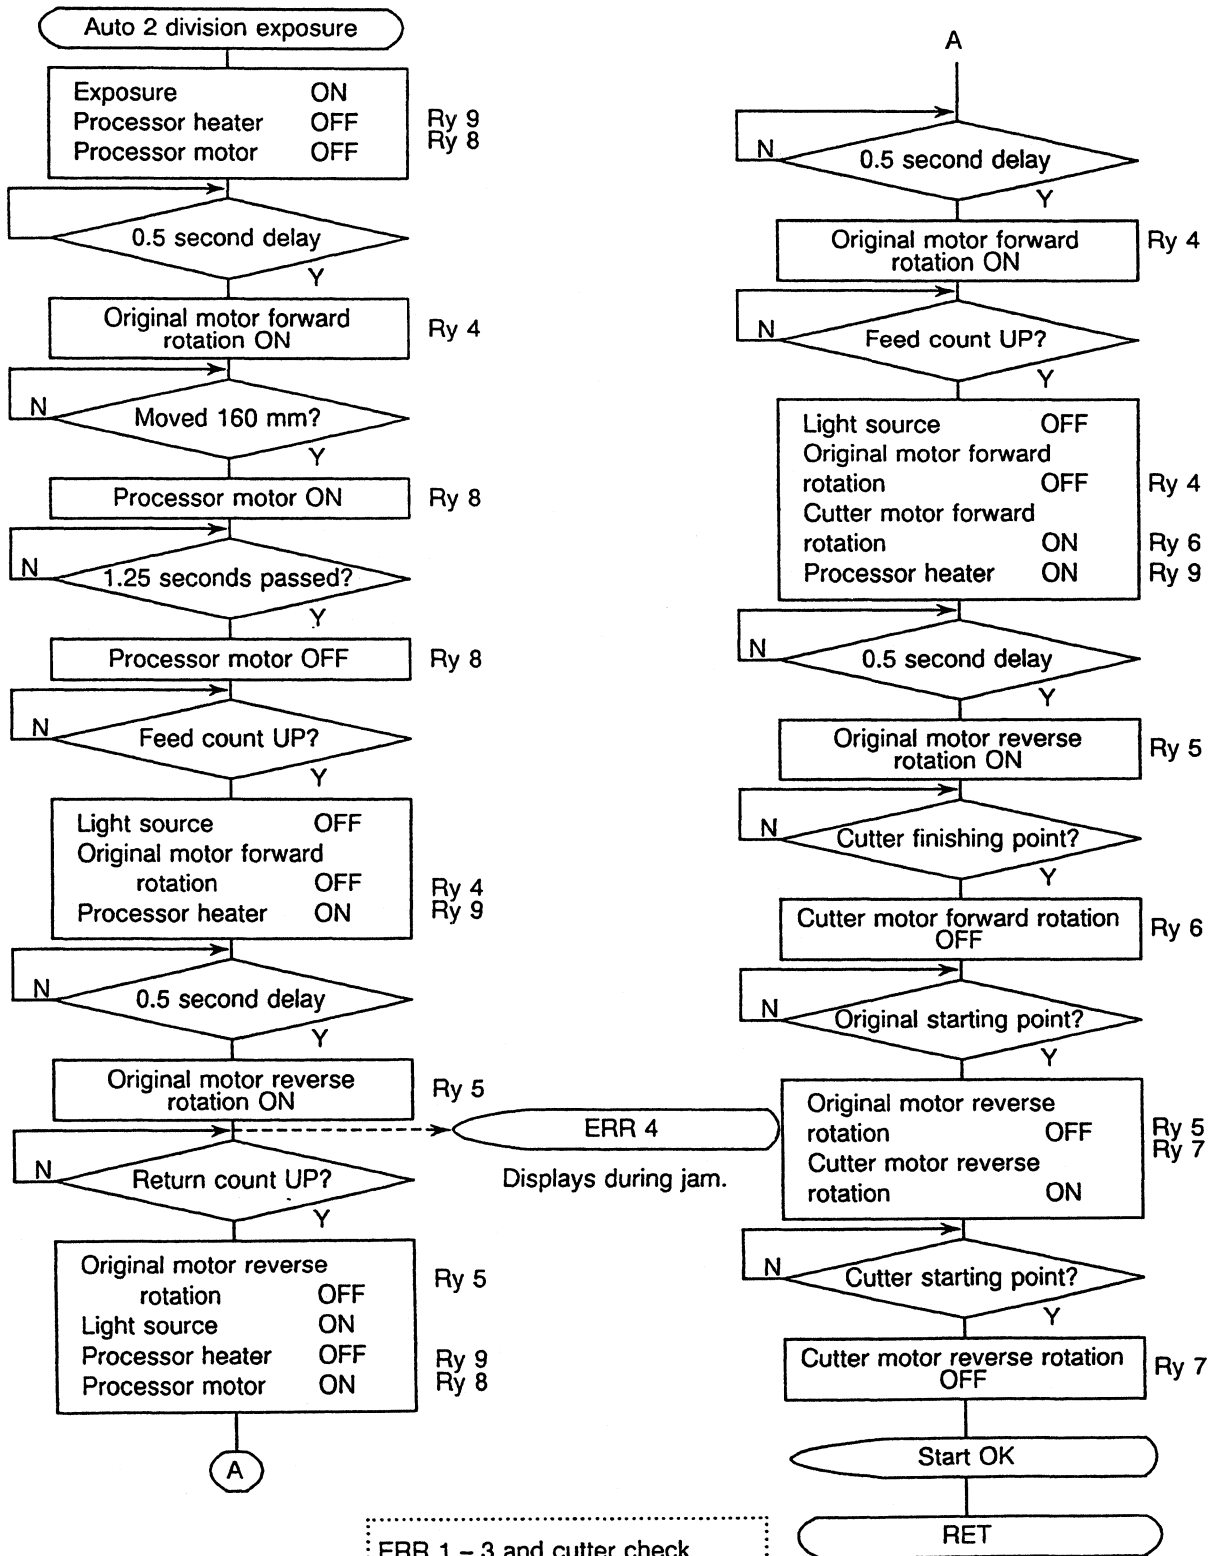 Auto 2 division exposure
Exposure ON
Processor heater OFF Ry 9
Processor motor OFF Ry 8
0.5 second delay
Y
Original motor forward
rotation ON
Ry 4
N
Moved 160 mm?
Y
Processor motor ON
Ry 8
N
1.25 seconds passed?
Y
Processor motor OFF
Ry 8
N
Feed count UP?
Y
Light source OFF
Original motor forward
rotation OFF Ry 4
Processor heater ON Ry 9
N
0.5 second delay
Y
Original motor reverse
rotation ON
Ry 5
ERR 4
Displays during jam.
N
Return count UP?
Y
Original motor reverse
Ry 5
rotation OFF
Light source ON
Processor heater OFF Ry 9
Processor motor ON Ry 8
A
A
N
0.5 second delay
Y
Original motor forward
rotation ON
Ry 4
N
Feed count UP?
Y
Light source OFF
Original motor forward
rotation OFF Ry 4
Cutter motor forward
rotation ON Ry 6
Processor heater ON Ry 9
N
0.5 second delay
Y
Original motor reverse
rotation ON
Ry 5
N
Cutter finishing point?
Y
Cutter motor forward rotation
OFF
Ry 6
N
Original starting point?
Y
Original motor reverse
rotation OFF Ry 5
Cutter motor reverse Ry 7
rotation ON
N
Cutter starting point?
Y
Cutter motor reverse rotation
OFF
Ry 7
Start OK
RET
ERR 1 – 3 and cutter check